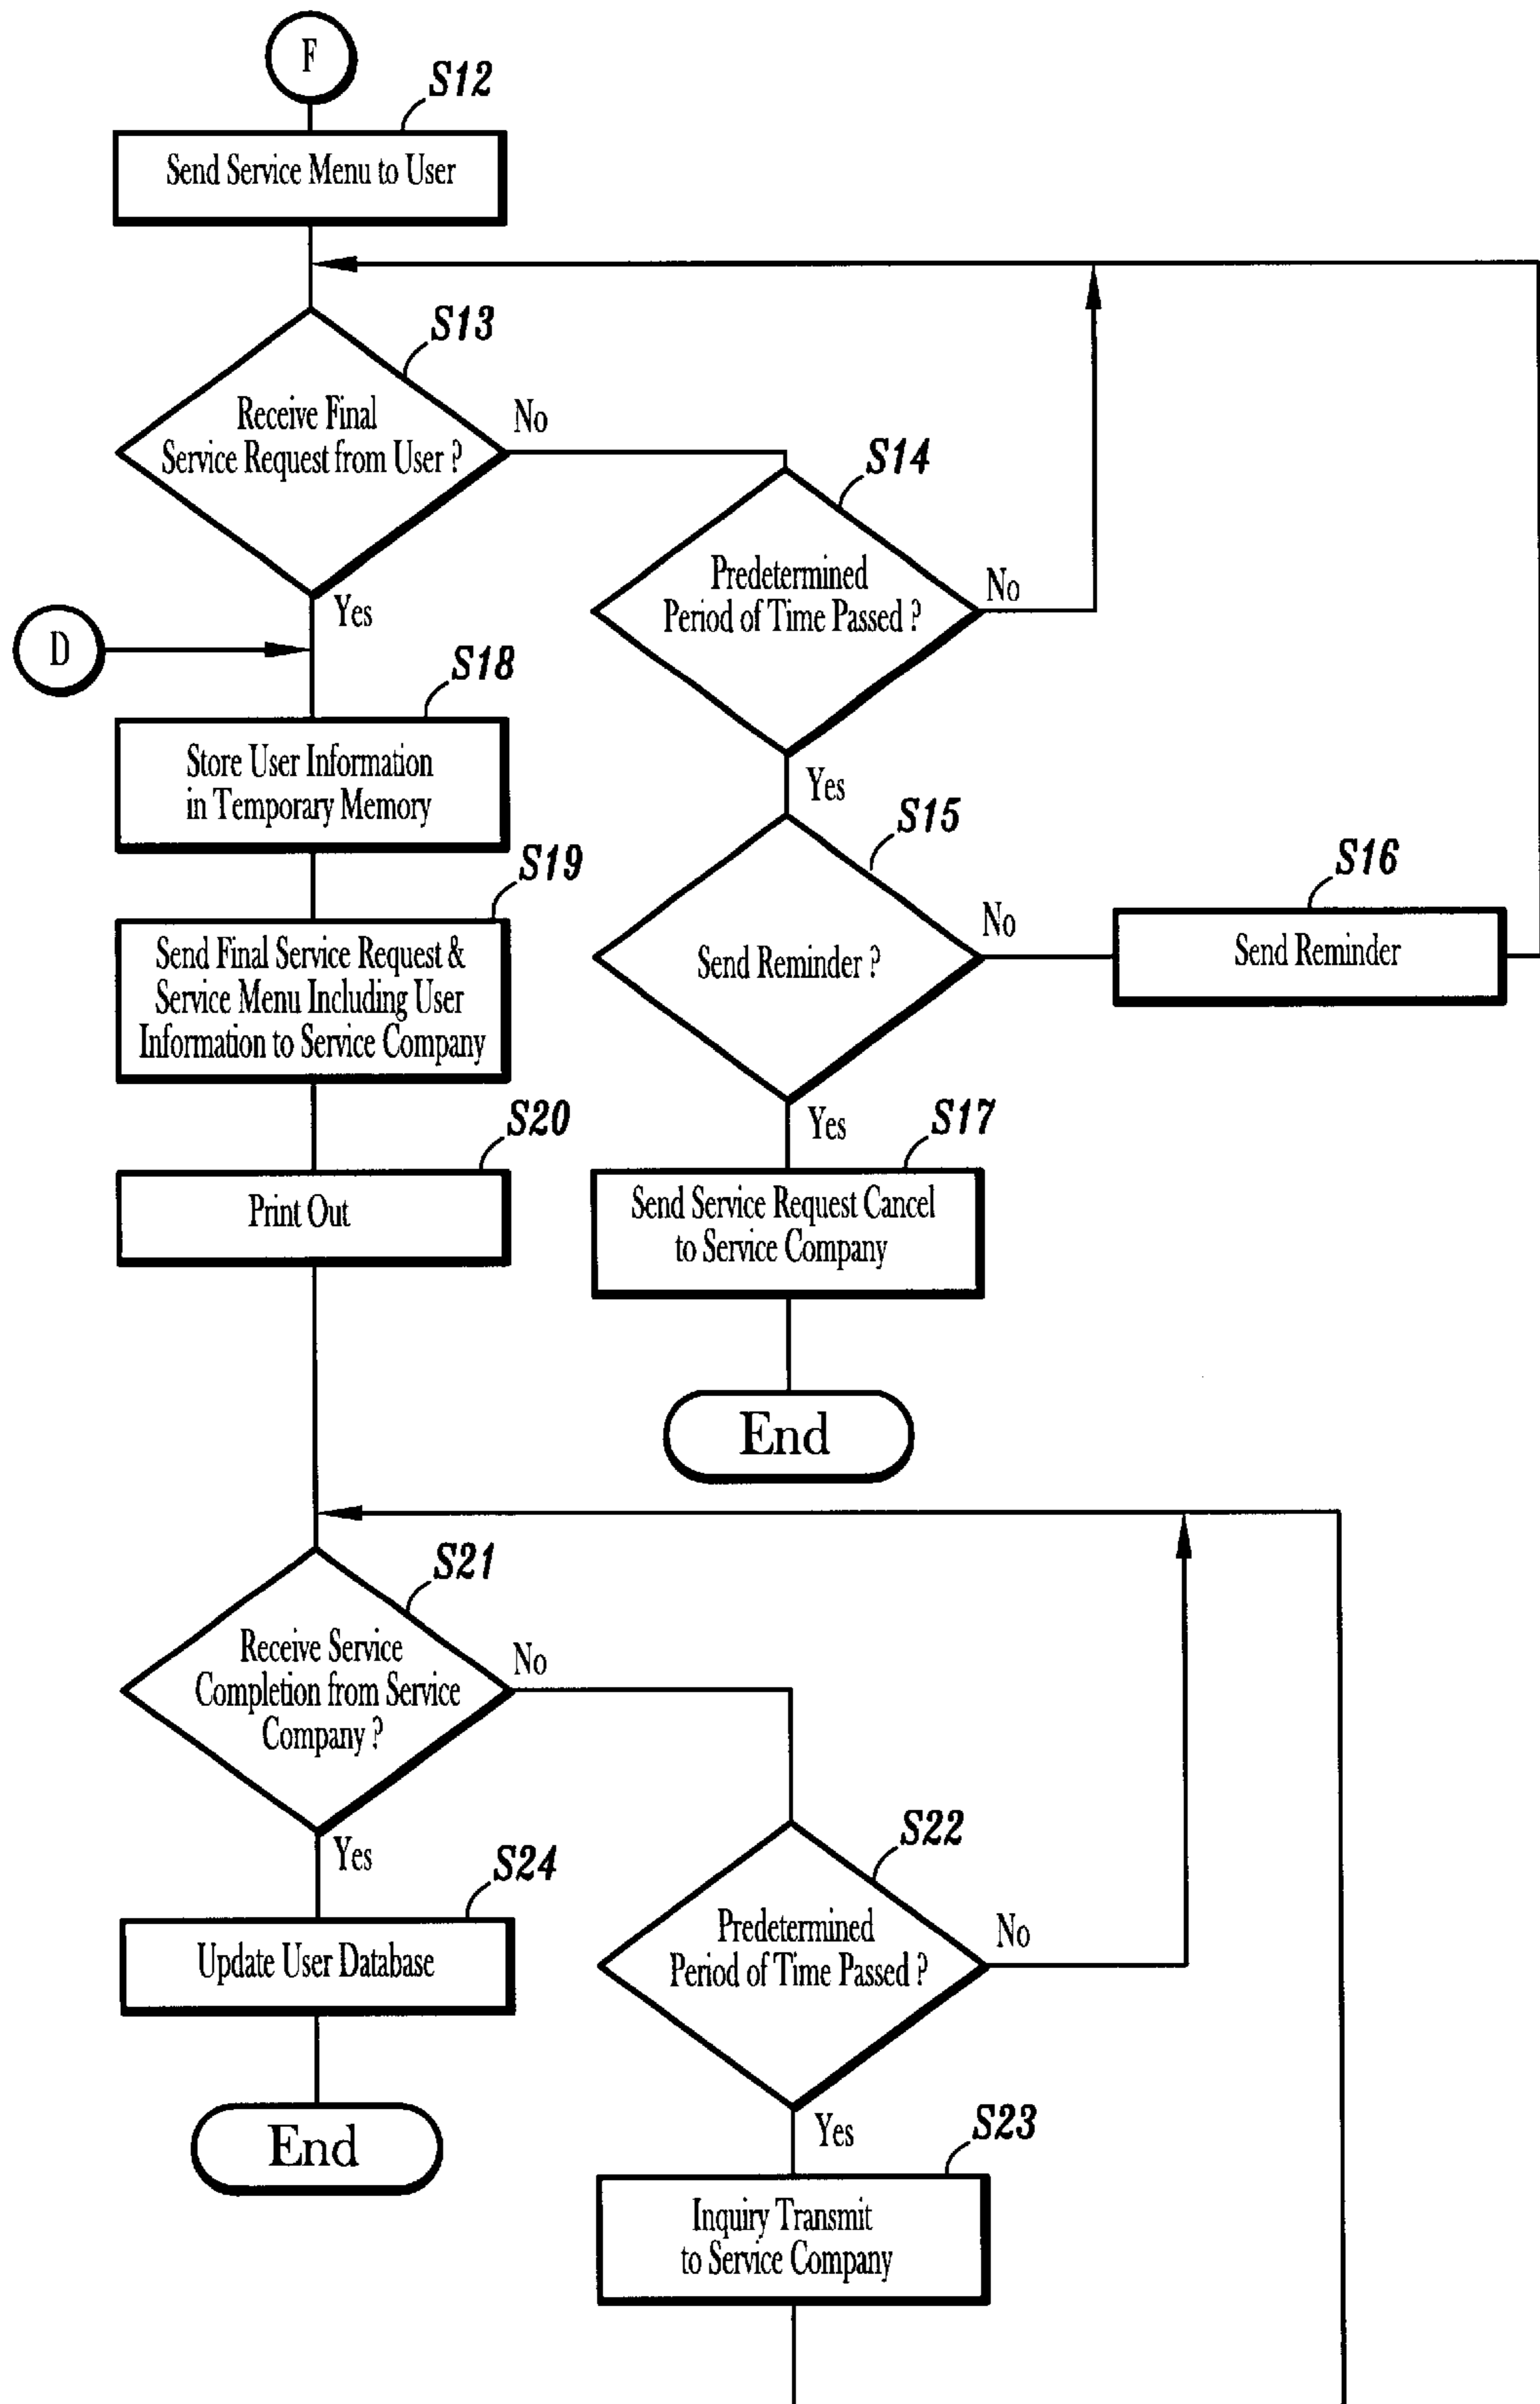 F
S12
Send Service Menu to User
S13
Receive Final
Service Request from User ?
No
Yes
S14
Predetermined
Period of Time Passed ?
No
Yes
D
S18
Store User Information
in Temporary Memory
S15
Send Reminder ?
No
Yes
S16
Send Reminder
S19
Send Final Service Request &
Service Menu Including User
Information to Service Company
S20
Print Out
S17
Send Service Request Cancel
to Service Company
End
S21
Receive Service
Completion from Service
Company ?
No
Yes
S22
Predetermined
Period of Time Passed ?
No
Yes
S24
Update User Database
End
S23
Inquiry Transmit
to Service Company